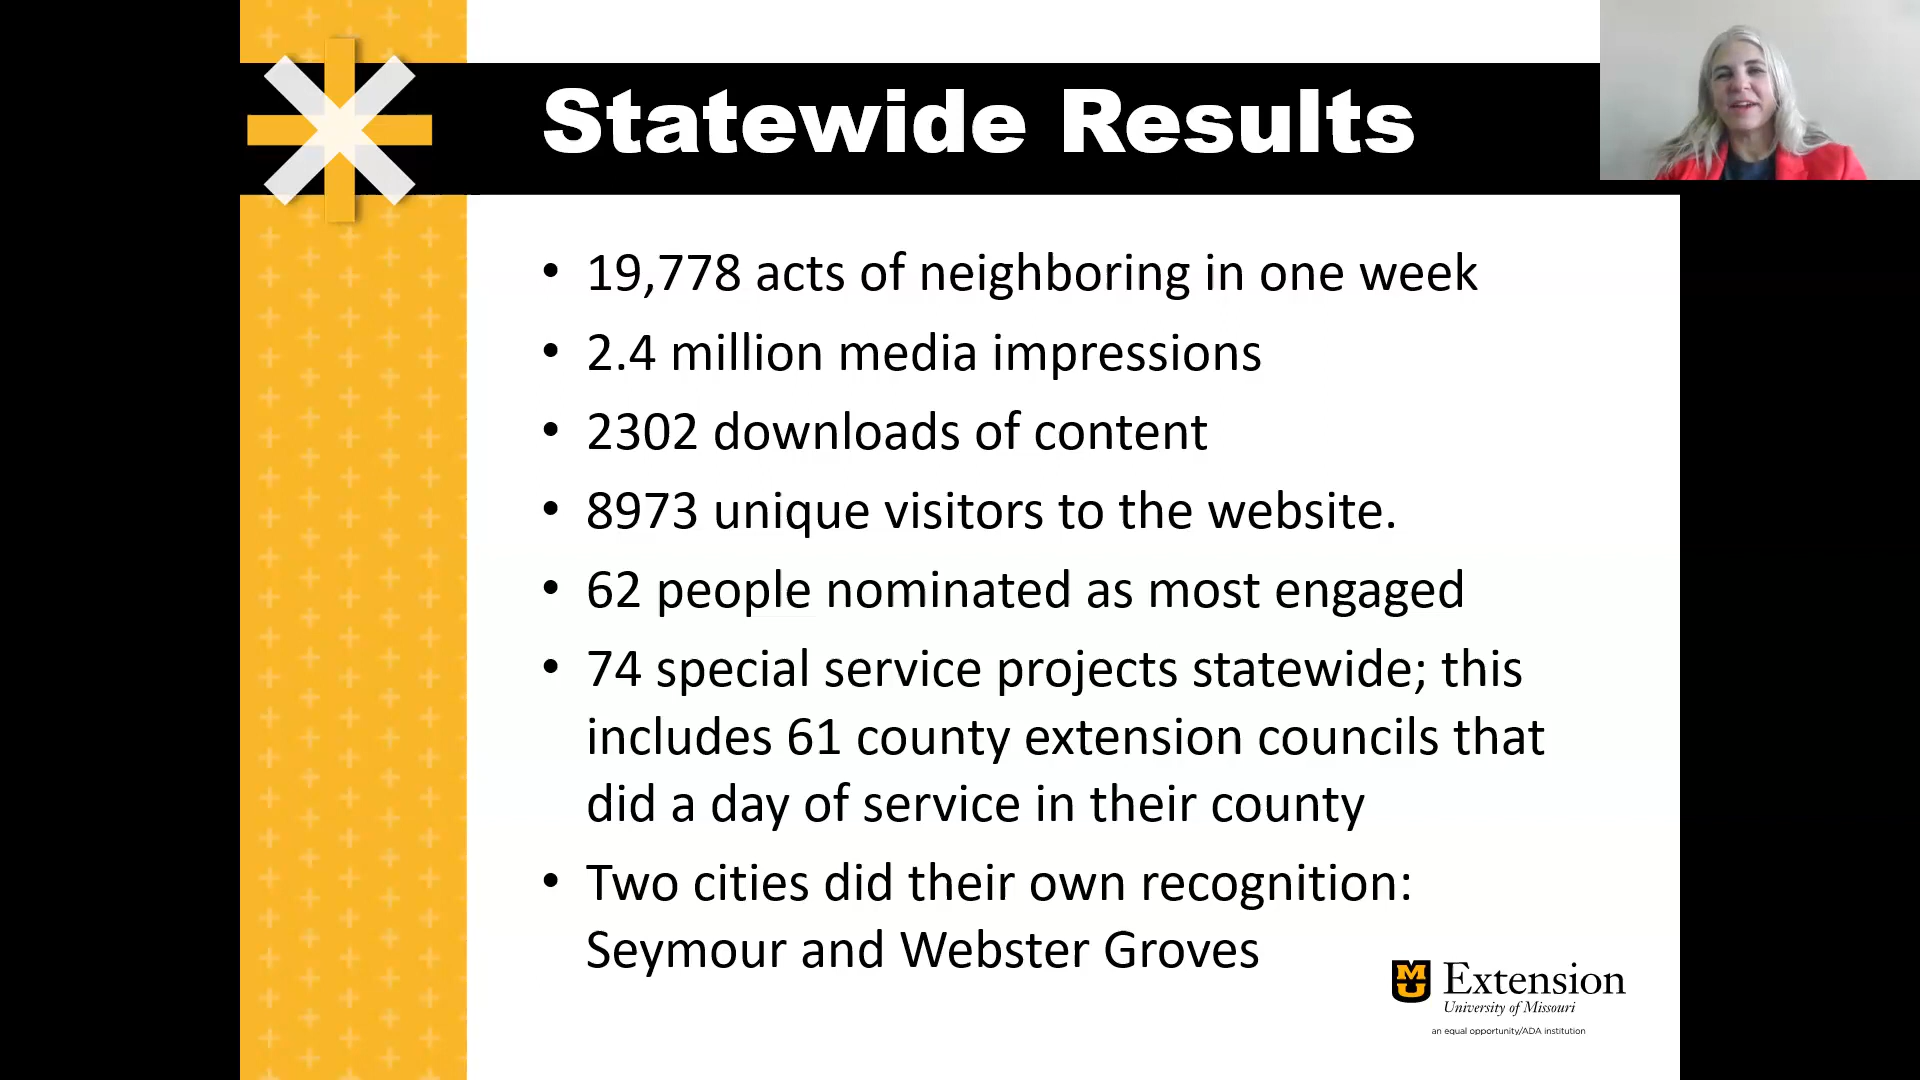 Statewide Results
• 19,778 acts of neighboring in one week
• 2.4 million media impressions
• 2302 downloads of content
• 8973 unique visitors to the website.
• 62 people nominated as most engaged
• 74 special service projects statewide; this
includes 61 county extension councils that
did a day of service in their county
• Two cities did their own recognition:
Seymour and Webster Groves
MU Extension
University of Missouri
an equal opportunity/ADA institution